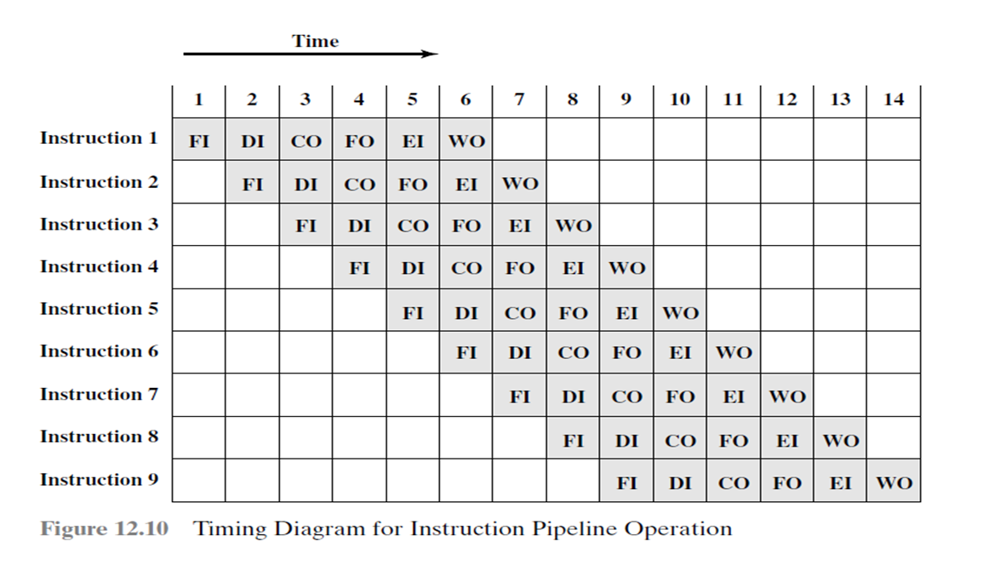 Time
1 2 3 4 5 6 7 8 9 10 11 12 13 14
Instruction 1 FI DI CO FO EI WO
Instruction 2 FI DI CO FO EI WO
Instruction 3 FI DI CO FO EI WO
Instruction 4 FI DI CO FO EI WO
Instruction 5 FI DI CO FO EI WO
Instruction 6 FI DI CO FO EI WO
Instruction 7 FI DI CO FO EI WO
Instruction 8 FI DI CO FO EI WO
Instruction 9 FI DI CO FO EI WO
Figure 12.10 Timing Diagram for Instruction Pipeline Operation